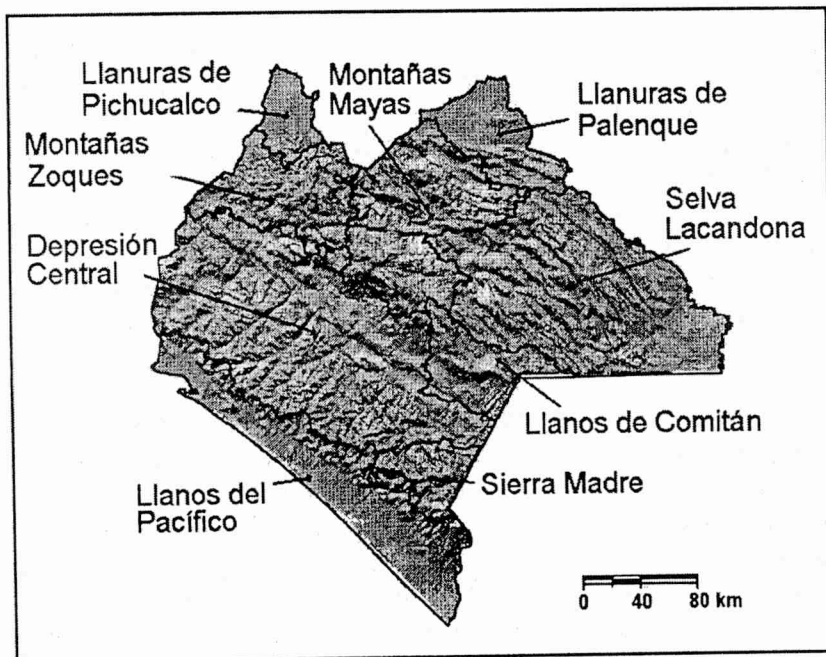 Llanuras de
Pichucalco
Montañas
Mayas
Llanuras de
Palenque
Montañas
Zoques
Selva
Lacandona
Depresión
Central
Llanos de Comitán
Sierra Madre
Llanos del
Pacífico
0 40 80 km